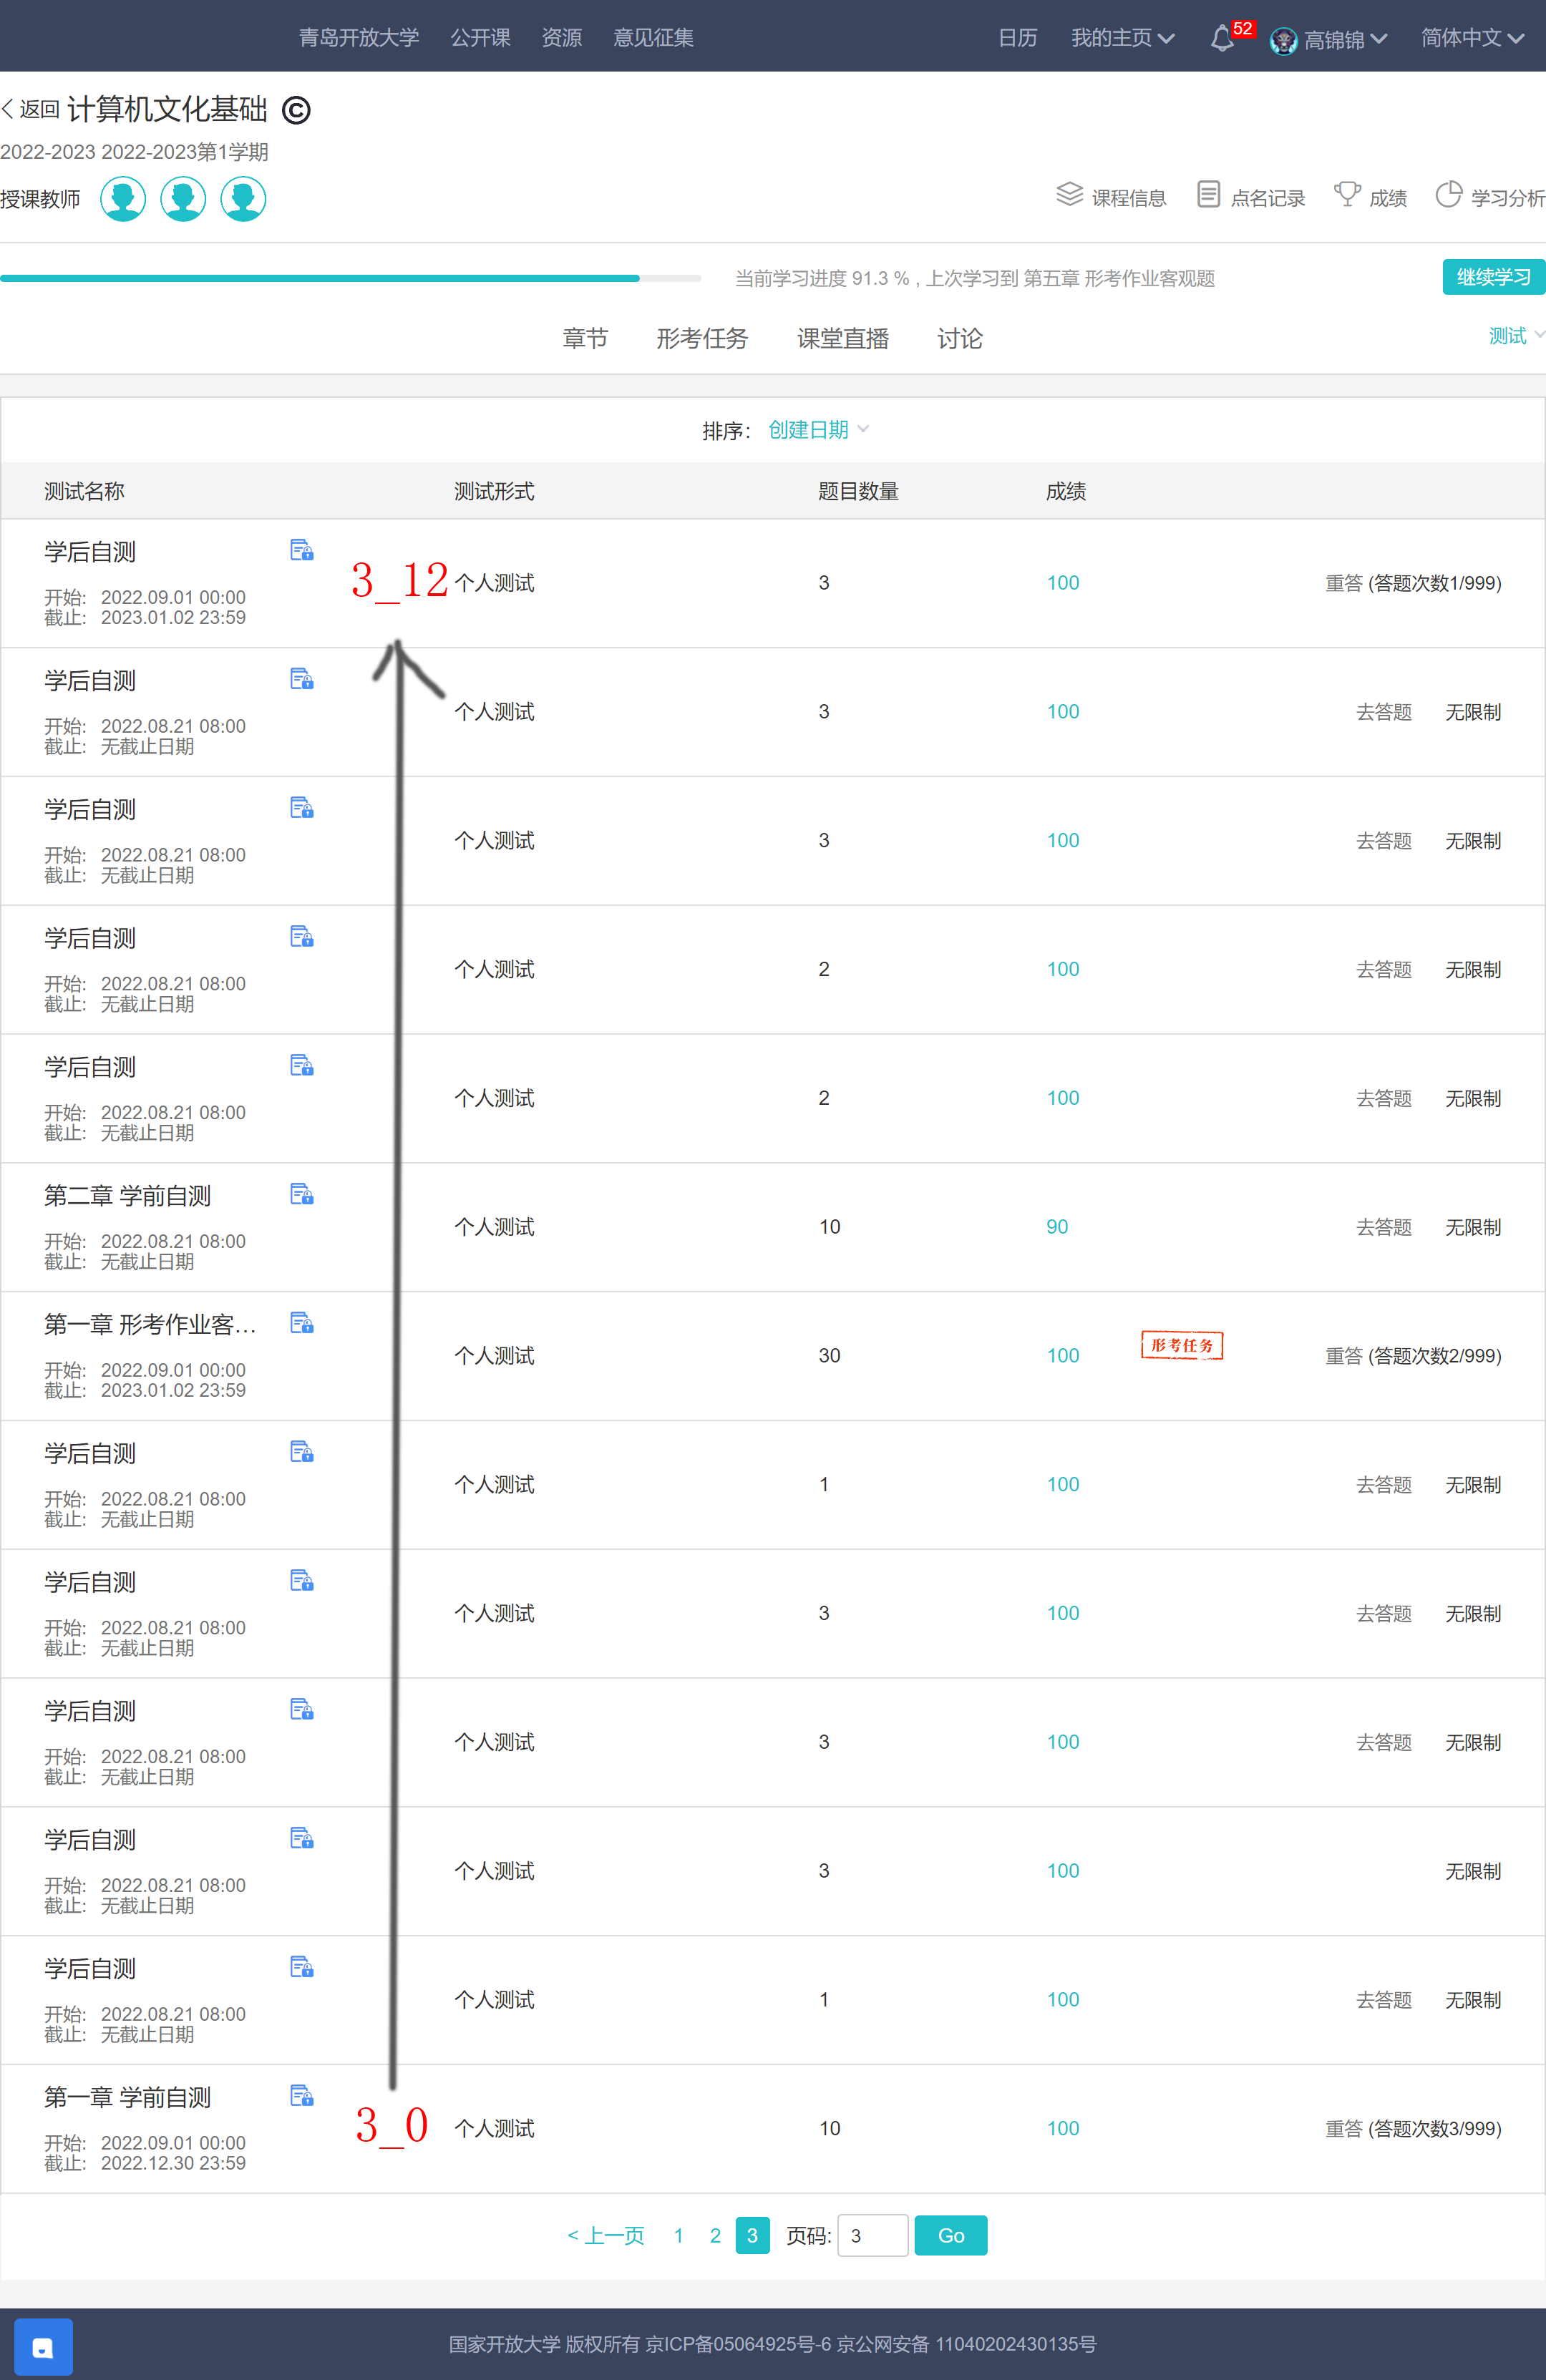 青岛开放大学 公开课 资源 意见征集 日历 我的主页 52 高锦锦 简体中文
返回 计算机文化基础 ©
2022-2023 2022-2023第1学期
授课教师 课程信息 点名记录 成绩 学习分析
当前学习进度 91.3 % , 上次学习到 第五章 形考作业客观题 继续学习
章节 形考任务 课堂直播 讨论 测试
排序: 创建日期
测试名称 测试形式 题目数量 成绩
学后自测
3_12 个人测试 3 100 重答 (答题次数1/999)
开始: 2022.09.01 00:00
截止: 2023.01.02 23:59
学后自测
个人测试 3 100 去答题 无限制
开始: 2022.08.21 08:00
截止: 无截止日期
学后自测
个人测试 3 100 去答题 无限制
开始: 2022.08.21 08:00
截止: 无截止日期
学后自测
个人测试 2 100 去答题 无限制
开始: 2022.08.21 08:00
截止: 无截止日期
学后自测
个人测试 2 100 去答题 无限制
开始: 2022.08.21 08:00
截止: 无截止日期
第二章 学前自测
个人测试 10 90 去答题 无限制
开始: 2022.08.21 08:00
截止: 无截止日期
第一章 形考作业客...
个人测试 30 100 形考任务 重答 (答题次数2/999)
开始: 2022.09.01 00:00
截止: 2023.01.02 23:59
学后自测
个人测试 1 100 去答题 无限制
开始: 2022.08.21 08:00
截止: 无截止日期
学后自测
个人测试 3 100 去答题 无限制
开始: 2022.08.21 08:00
截止: 无截止日期
学后自测
个人测试 3 100 去答题 无限制
开始: 2022.08.21 08:00
截止: 无截止日期
学后自测
个人测试 3 100 无限制
开始: 2022.08.21 08:00
截止: 无截止日期
学后自测
个人测试 1 100 去答题 无限制
开始: 2022.08.21 08:00
截止: 无截止日期
第一章 学前自测
3_0 个人测试 10 100 重答 (答题次数3/999)
开始: 2022.09.01 00:00
截止: 2022.12.30 23:59
< 上一页 1 2 3 页码: 3 Go
国家开放大学 版权所有 京ICP备05064925号-6 京公网安备 11040202430135号